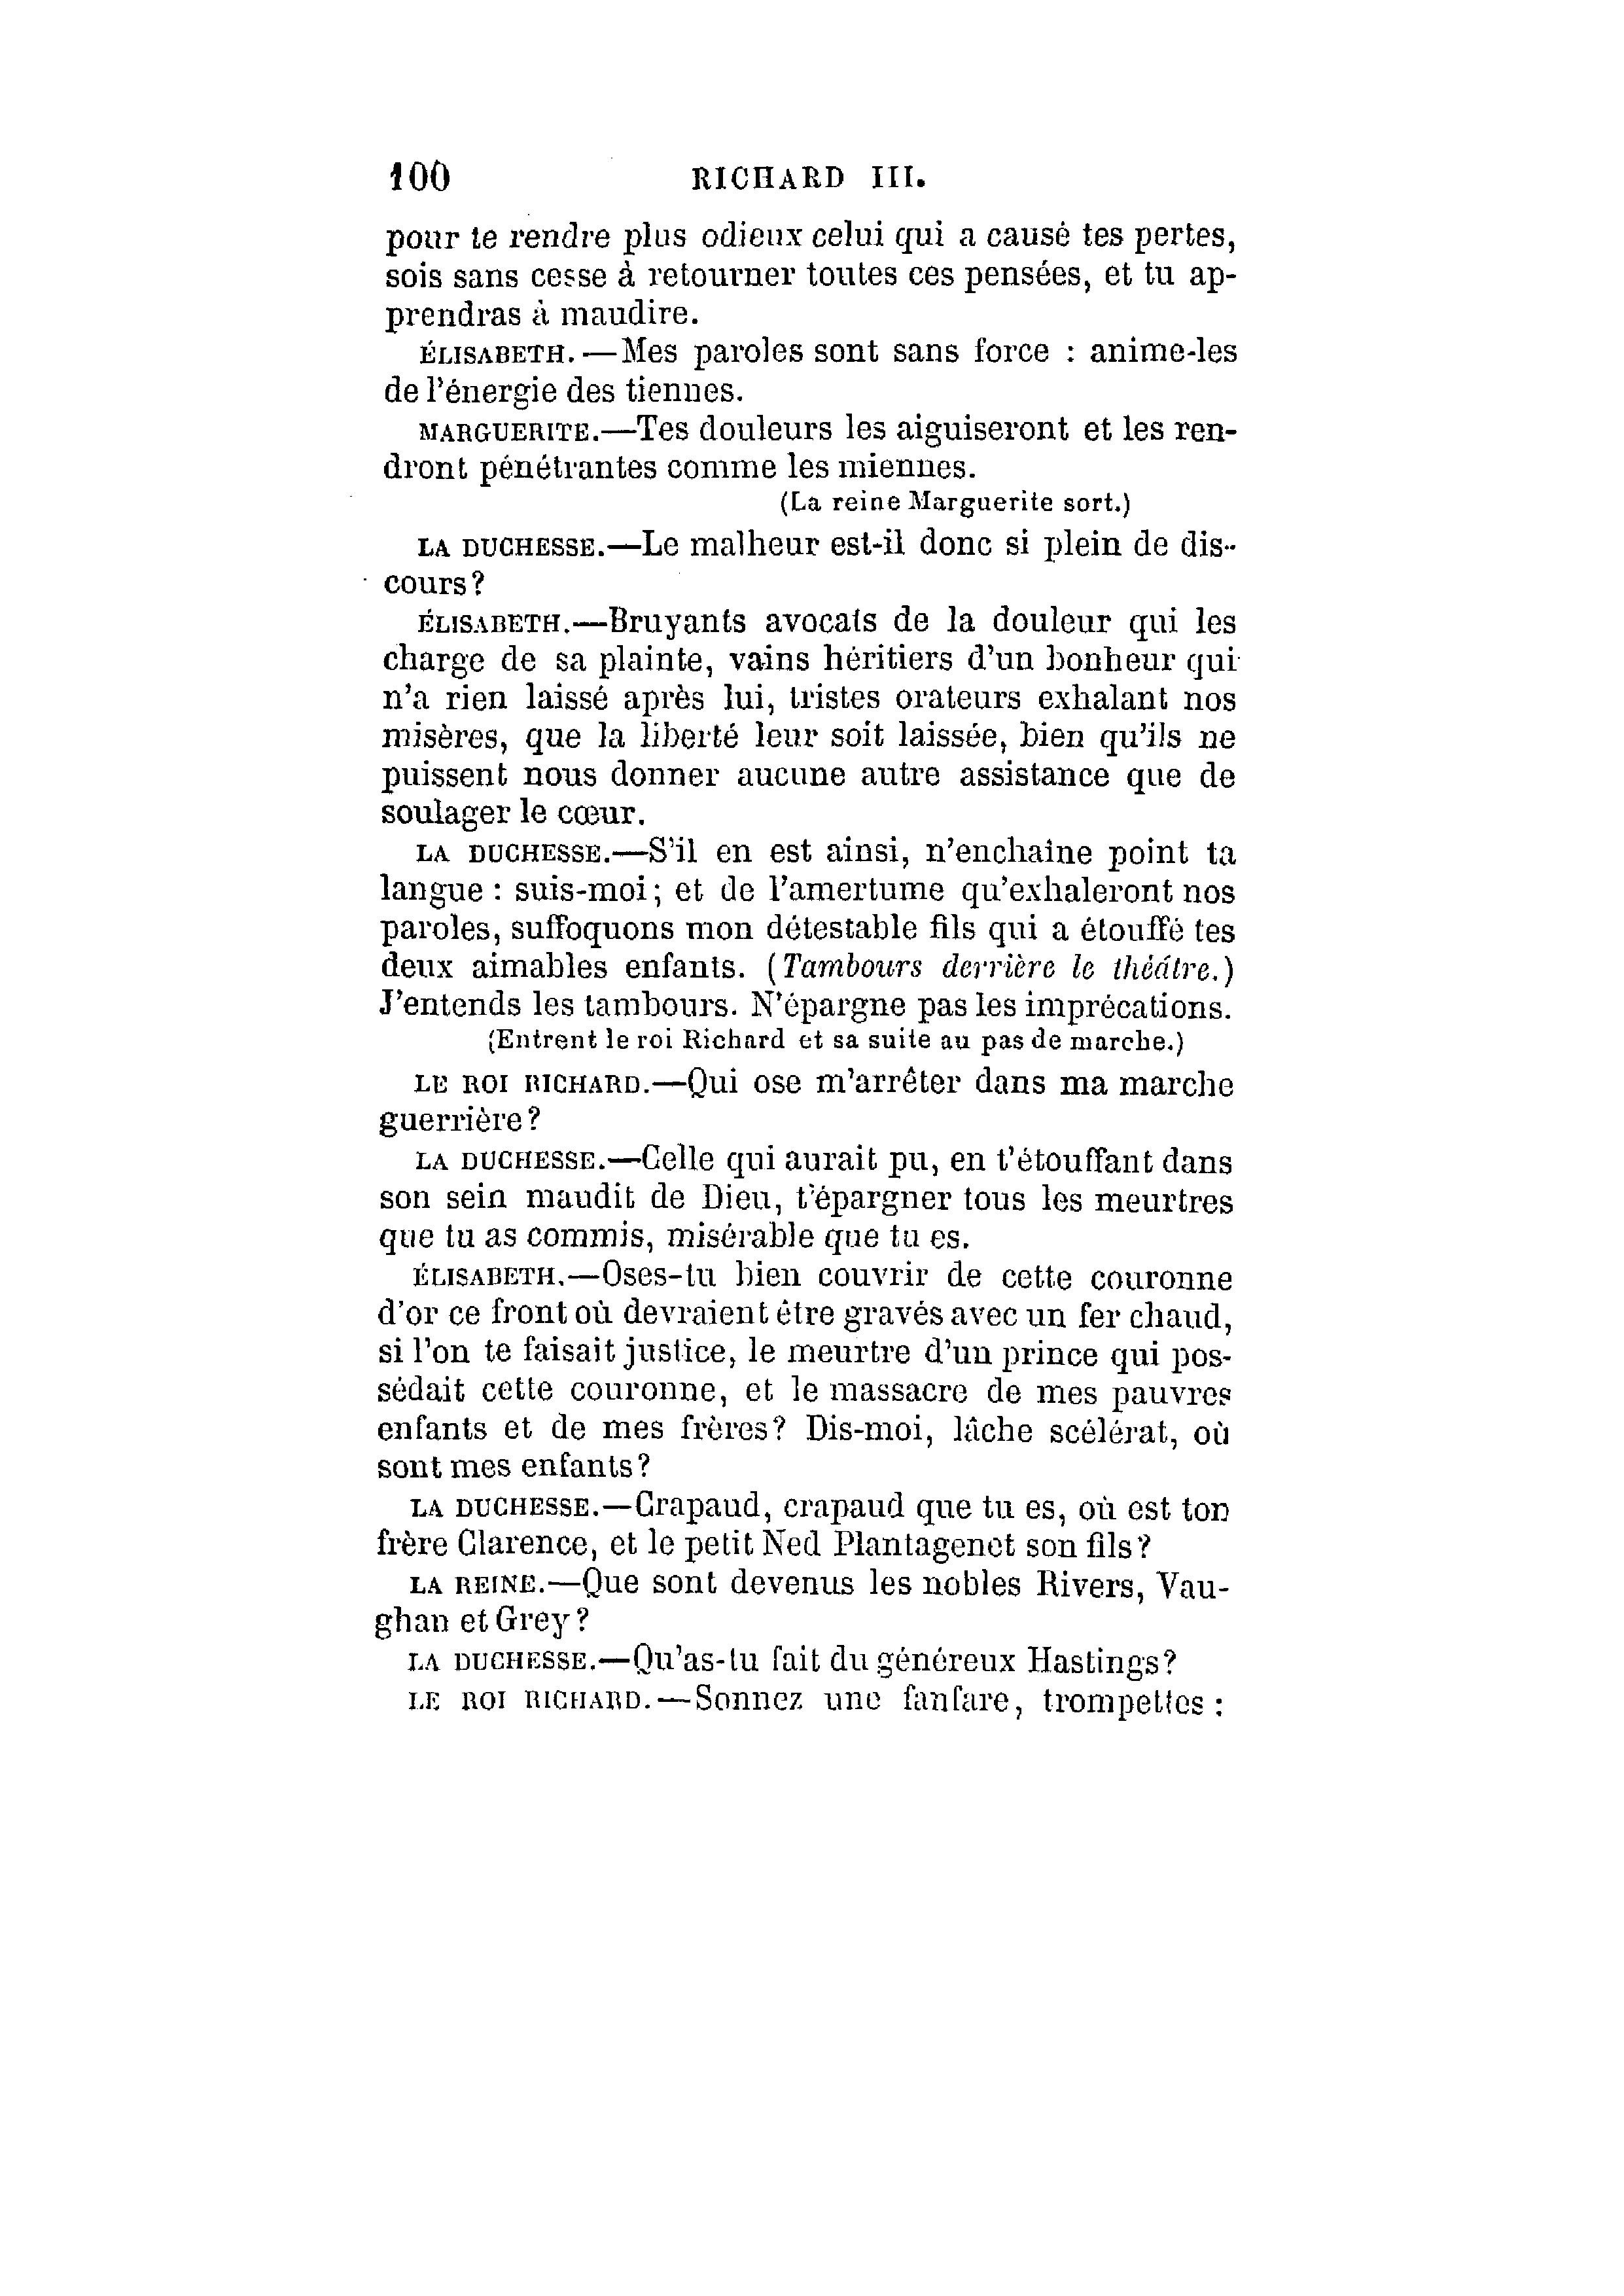 100 RICHARD III.
pour te rendre plus odieux celui qui a causé tes pertes,
sois sans cesse à retourner toutes ces pensées, et tu ap-
prendras à maudire.
ÉLISABETH.—Mes paroles sont sans force : anime-les
de l'énergie des tiennes.
MARGUERITE.—Tes douleurs les aiguiseront et les ren-
dront pénétrantes comme les miennes.
(La reine Marguerite sort.)
LA DUCHESSE.—Le malheur est-il donc si plein de dis-
cours?
ÉLISABETH.—Bruyants avocats de la douleur qui les
charge de sa plainte, vains héritiers d'un bonheur qui
n'a rien laissé après lui, tristes orateurs exhalant nos
misères, que la liberté leur soit laissée, bien qu'ils ne
puissent nous donner aucune autre assistance que de
soulager le cœur.
LA DUCHESSE.—S'il en est ainsi, n'enchaîne point ta
langue : suis-moi; et de l'amertume qu'exhaleront nos
paroles, suffoquons mon détestable fils qui a étouffé tes
deux aimables enfants. (Tambours derrière le théâtre.)
J'entends les tambours. N'épargne pas les imprécations.
(Entrent le roi Richard et sa suite au pas de marche.)
LE ROI RICHARD.—Qui ose m'arrêter dans ma marche
guerrière?
LA DUCHESSE.—Celle qui aurait pu, en t'étouffant dans
son sein maudit de Dieu, t'épargner tous les meurtres
que tu as commis, misérable que tu es.
ÉLISABETH.—Oses-tu bien couvrir de cette couronne
d'or ce front où devraient être gravés avec un fer chaud,
si l'on te faisait justice, le meurtre d'un prince qui pos-
sédait cette couronne, et le massacre de mes pauvres
enfants et de mes frères? Dis-moi, lâche scélérat, où
sont mes enfants?
LA DUCHESSE.—Crapaud, crapaud que tu es, où est ton
frère Clarence, et le petit Ned Plantagenet son fils?
LA REINE.—Que sont devenus les nobles Rivers, Vau-
ghan et Grey?
LA DUCHESSE.—Qu'as-tu fait du généreux Hastings?
LE ROI RICHARD.—Sonnez une fanfare, trompettes :